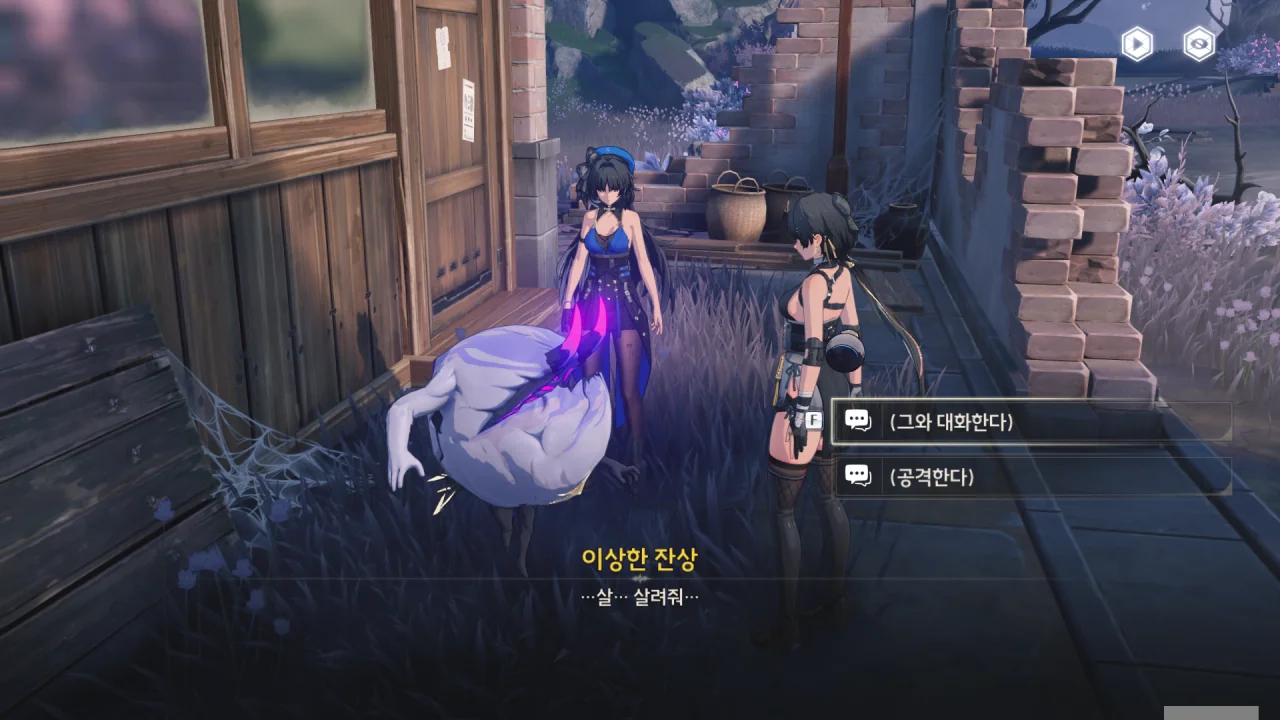 F
(그와 대화한다)
(공격한다)
이상한 잔상
…살… 살려줘…